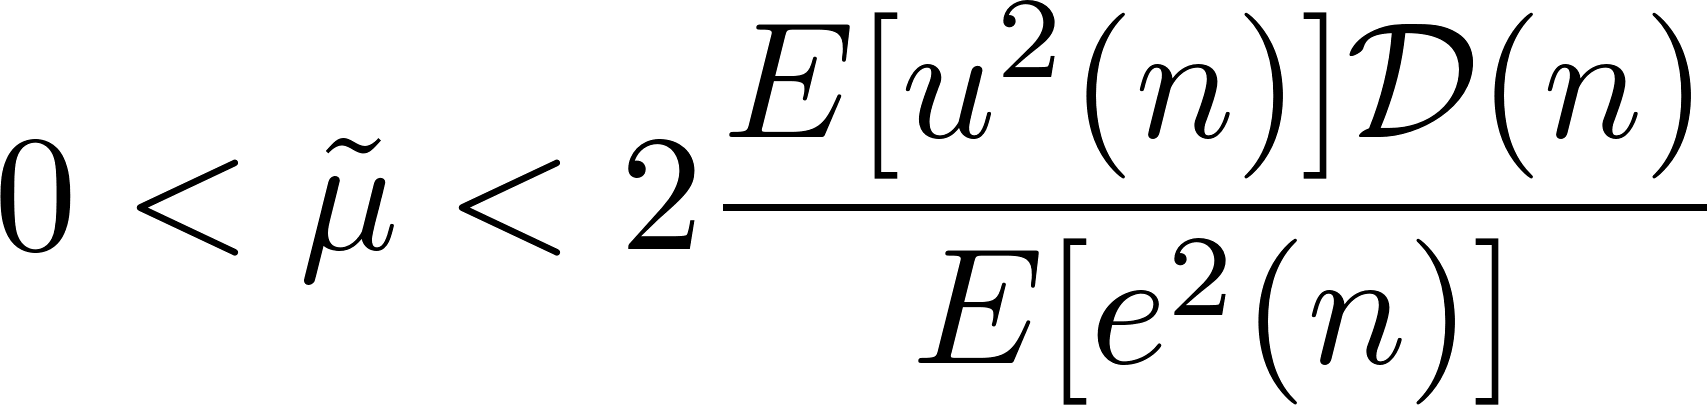 $0 < \tilde{\mu} < 2\frac{E[u^2(n)]\mathcal{D}(n)}{E[e^2(n)]}$